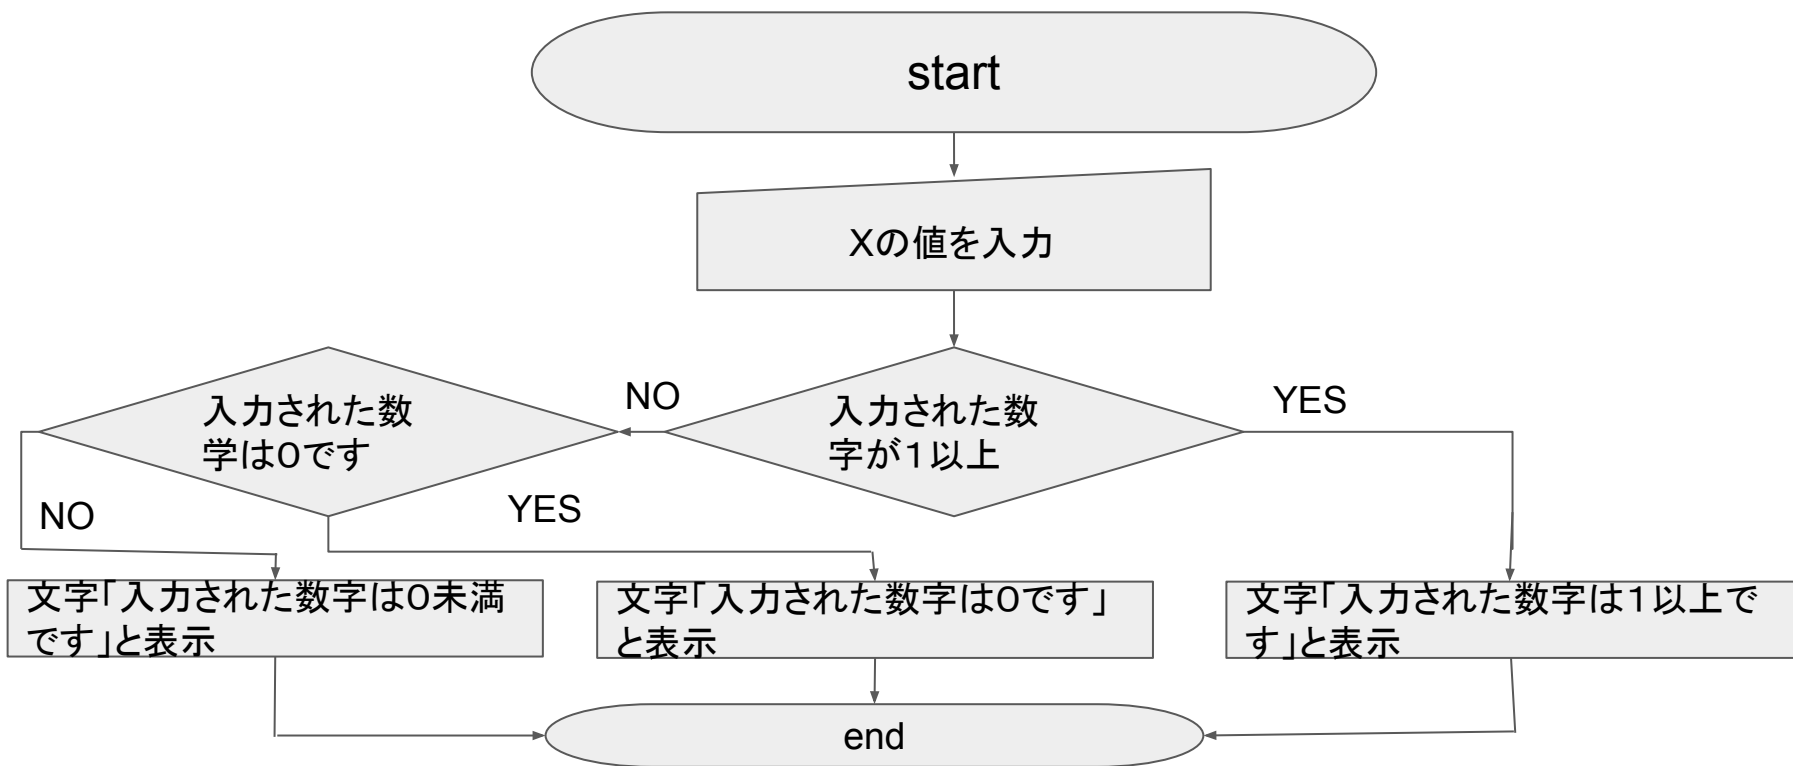 start
Xの値を入力
入力された数
学は0です
NO
入力された数
字が1以上
YES
NO
YES
文字「入力された数字は0未満
です」と表示
文字「入力された数字は0です」
と表示
文字「入力された数字は1以上で
す」と表示
end